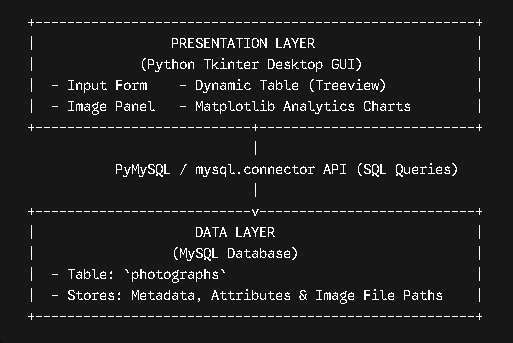 +------------------------------------------------------+
|                 PRESENTATION LAYER                   |
|             (Python Tkinter Desktop GUI)             |
|  - Input Form    - Dynamic Table (Treeview)          |
|  - Image Panel   - Matplotlib Analytics Charts       |
+---------------------------+--------------------------+
                            |
          PyMySQL / mysql.connector API (SQL Queries)
                            |
+---------------------------v--------------------------+
|                    DATA LAYER                        |
|                 (MySQL Database)                     |
|  - Table: `photographs`                              |
|  - Stores: Metadata, Attributes & Image File Paths   |
+------------------------------------------------------+